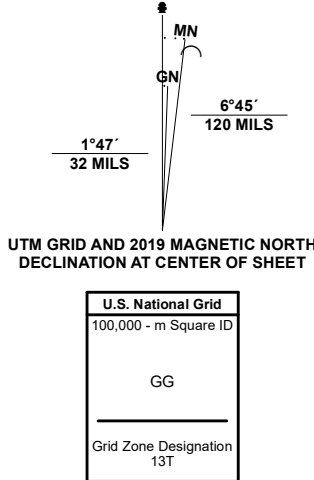 MN
GN
6°45´
120 MILS
1°47´
32 MILS
UTM GRID AND 2019 MAGNETIC NORTH
DECLINATION AT CENTER OF SHEET
U.S. National Grid
100,000 - m Square ID
GG
Grid Zone Designation
13T